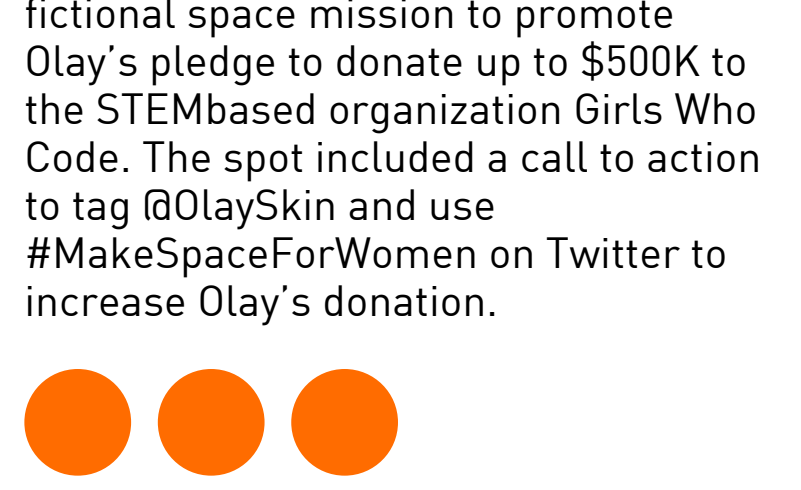 fictional space mission to promote
Olay’s pledge to donate up to $500K to
the STEMbased organization Girls Who
Code. The spot included a call to action
to tag @OlaySkin and use
#MakeSpaceForWomen on Twitter to
increase Olay’s donation.